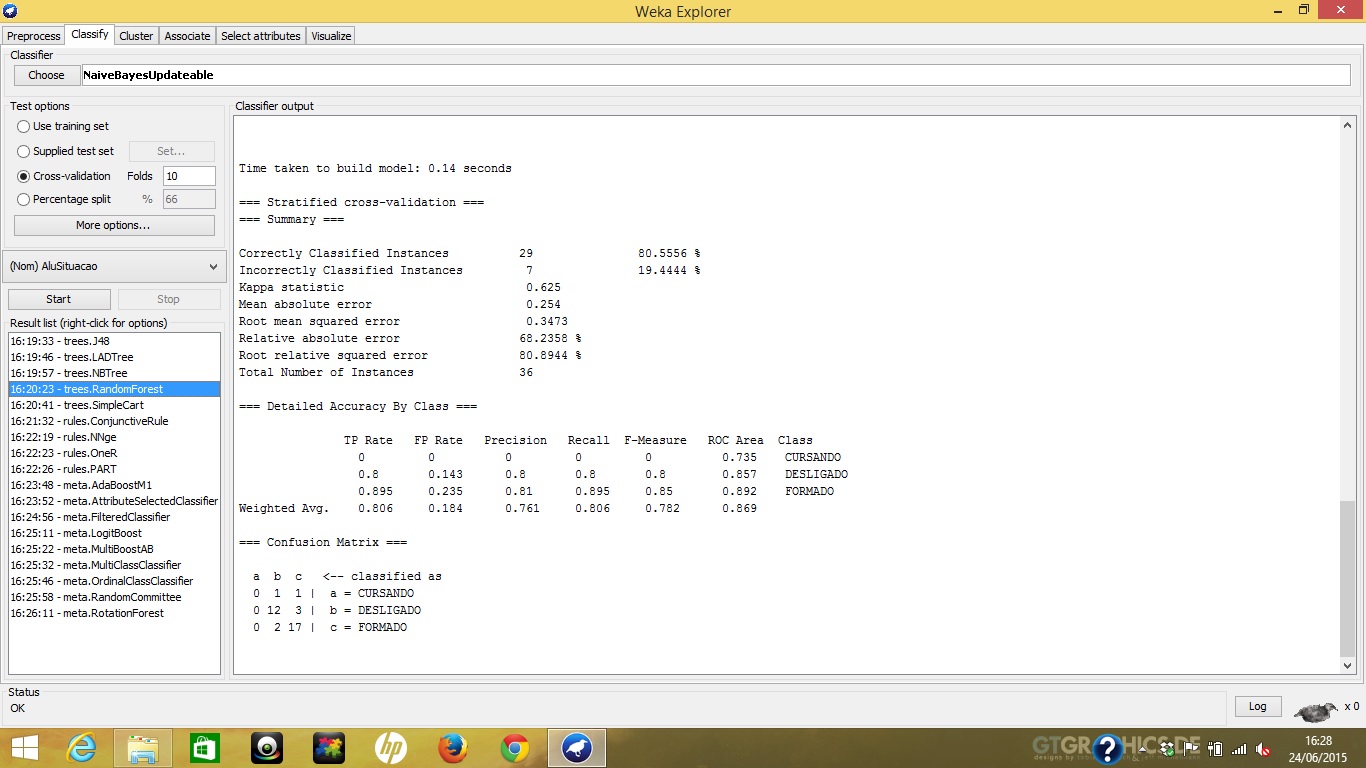 Weka Explorer
Preprocess Classify Cluster Associate Select attributes Visualize
Classifier
Choose NaiveBayesUpdateable
Test options
Use training set
Supplied test set Set...
Cross-validation Folds 10
Percentage split % 66
More options...
(Nom) AluSituacao
Start Stop
Result list (right-click for options)
16:19:33 - trees.J48
16:19:46 - trees.LADTree
16:19:57 - trees.NBTree
16:20:23 - trees.RandomForest
16:20:41 - trees.SimpleCart
16:21:32 - rules.ConjunctiveRule
16:22:19 - rules.NNge
16:22:23 - rules.OneR
16:22:26 - rules.PART
16:23:48 - meta.AdaBoostM1
16:23:52 - meta.AttributeSelectedClassifier
16:24:56 - meta.FilteredClassifier
16:25:11 - meta.LogitBoost
16:25:22 - meta.MultiBoostAB
16:25:32 - meta.MultiClassClassifier
16:25:46 - meta.OrdinalClassClassifier
16:25:58 - meta.RandomCommittee
16:26:11 - meta.RotationForest
Classifier output
Time taken to build model: 0.14 seconds
=== Stratified cross-validation ===
=== Summary ===
Correctly Classified Instances 29 80.5556 %
Incorrectly Classified Instances 7 19.4444 %
Kappa statistic 0.625
Mean absolute error 0.254
Root mean squared error 0.3473
Relative absolute error 68.2358 %
Root relative squared error 80.8944 %
Total Number of Instances 36
=== Detailed Accuracy By Class ===
TP Rate FP Rate Precision Recall F-Measure ROC Area Class
0 0 0 0 0 0.735 CURSANDO
0.8 0.143 0.8 0.8 0.8 0.857 DESLIGADO
0.895 0.235 0.81 0.895 0.85 0.892 FORMADO
Weighted Avg. 0.806 0.184 0.761 0.806 0.782 0.869
=== Confusion Matrix ===
a b c <-- classified as
0 1 1 | a = CURSANDO
0 12 3 | b = DESLIGADO
0 2 17 | c = FORMADO
Status
OK
Log x 0
hp
16:28
24/06/2015